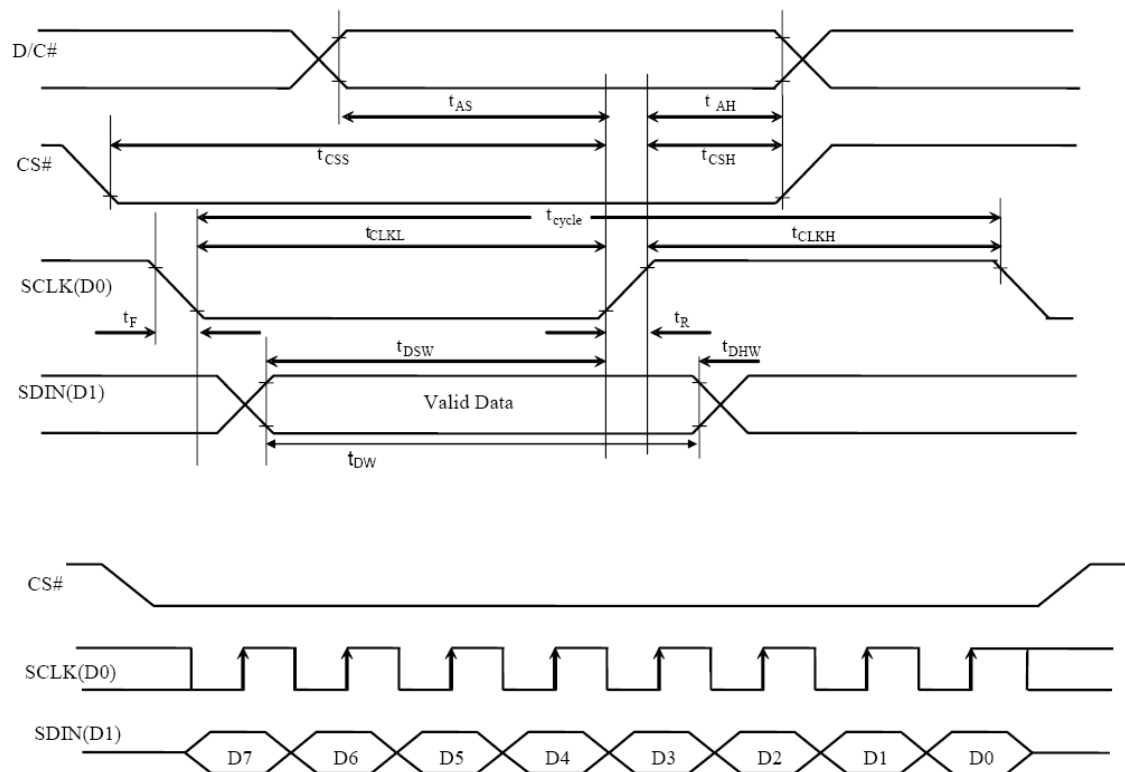 D/C#
tAS
t AH
CS#
tCSS
tCSH
tcycle
tCLKL
tCLKH
SCLK(D0)
tF
tR
tDSW
tDHW
SDIN(D1)
Valid Data
tDW
CS#
SCLK(D0)
SDIN(D1)
D7 D6 D5 D4 D3 D2 D1 D0